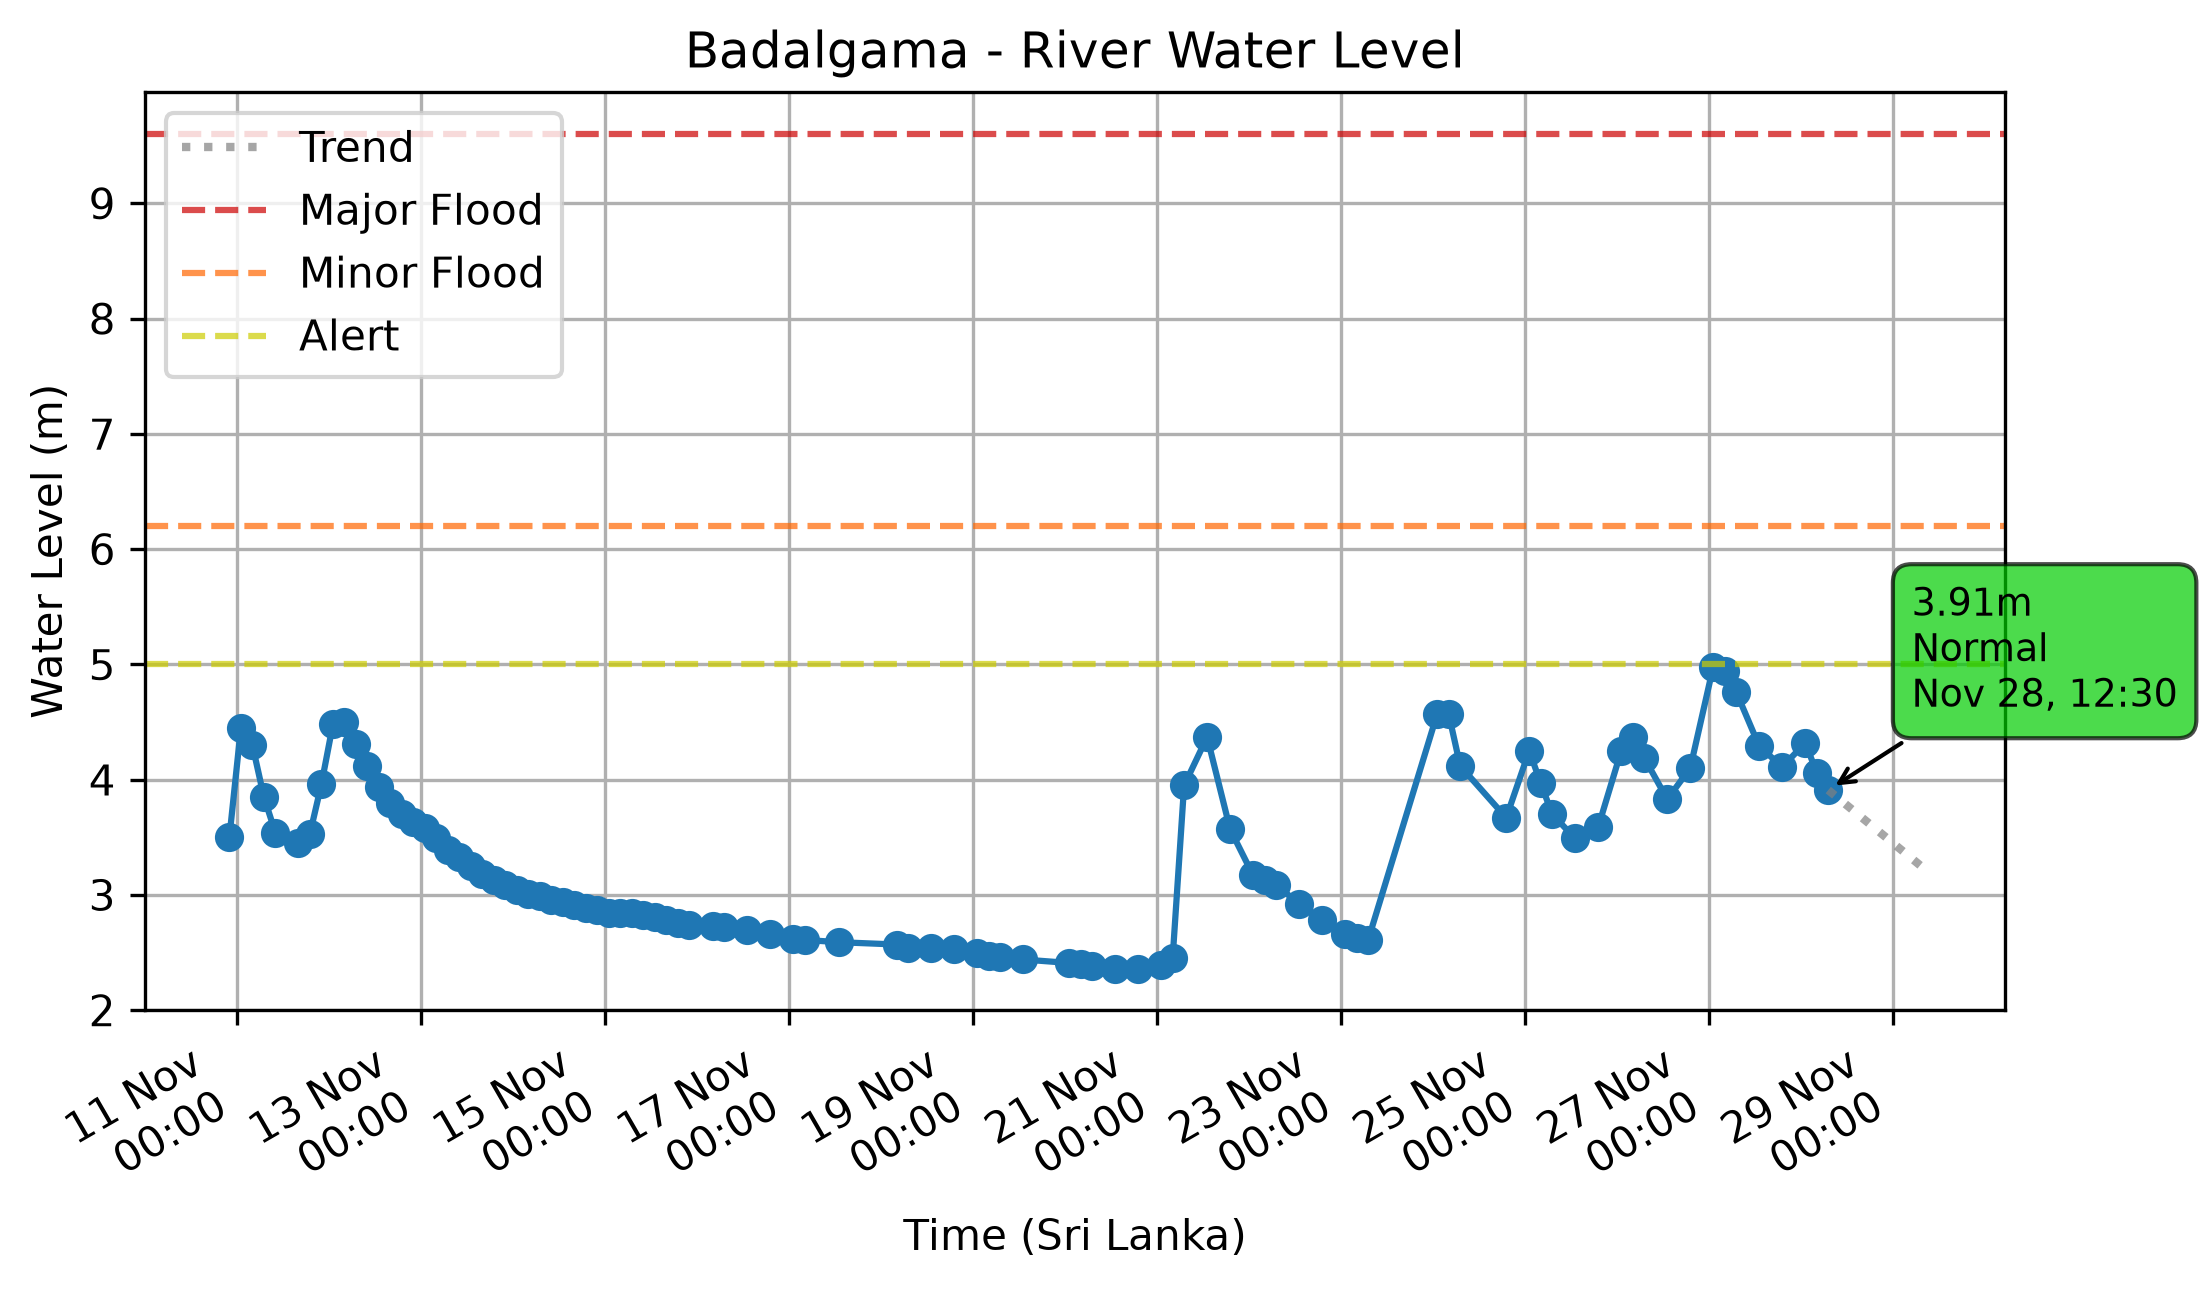 Badalgama - River Water Level
Trend
Major Flood
Minor Flood
Alert
Water Level (m)
9
8
7
6
5
4
3
2
3.91m
Normal
Nov 28, 12:30
11 Nov
00:00
13 Nov
00:00
15 Nov
00:00
17 Nov
00:00
19 Nov
00:00
21 Nov
00:00
23 Nov
00:00
25 Nov
00:00
27 Nov
00:00
29 Nov
00:00
Time (Sri Lanka)